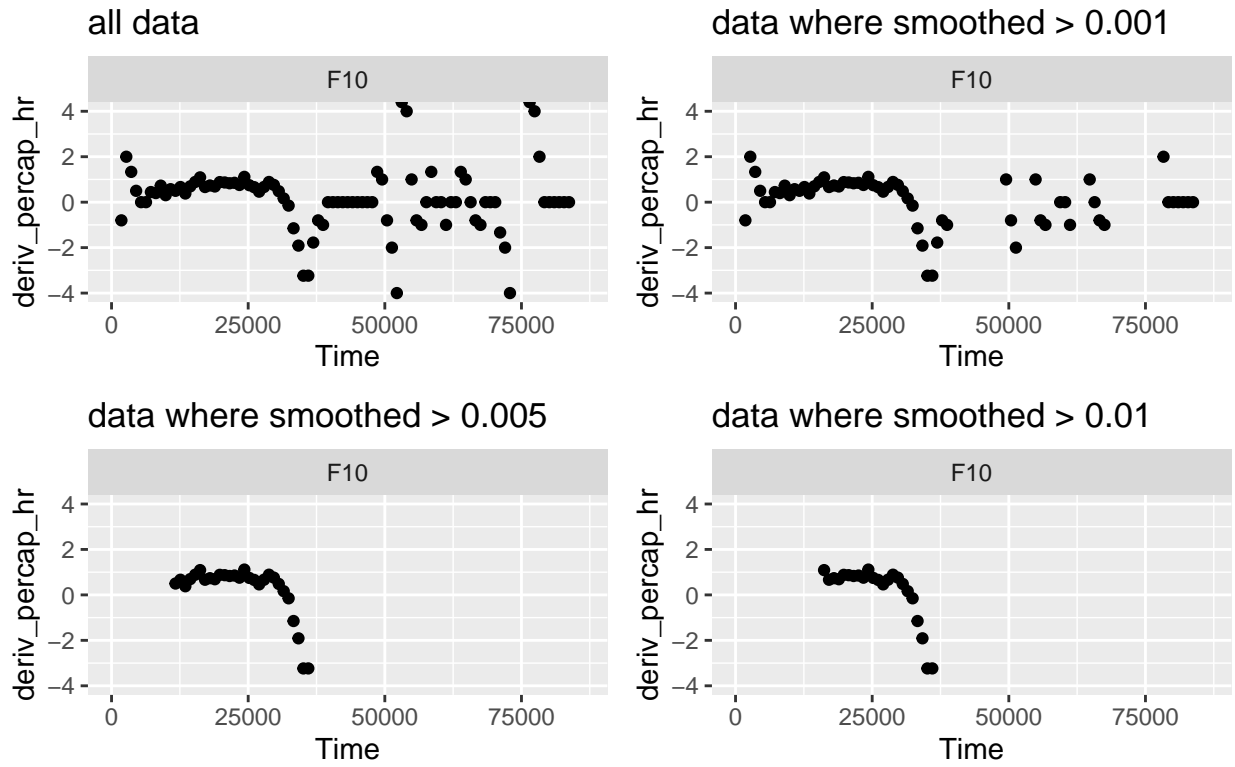 all data
F10
deriv_percap_hr
4
2
0
−2
−4
0 25000 50000 75000
Time
data where smoothed > 0.001
F10
deriv_percap_hr
4
2
0
−2
−4
0 25000 50000 75000
Time
data where smoothed > 0.005
F10
deriv_percap_hr
4
2
0
−2
−4
0 25000 50000 75000
Time
data where smoothed > 0.01
F10
deriv_percap_hr
4
2
0
−2
−4
0 25000 50000 75000
Time